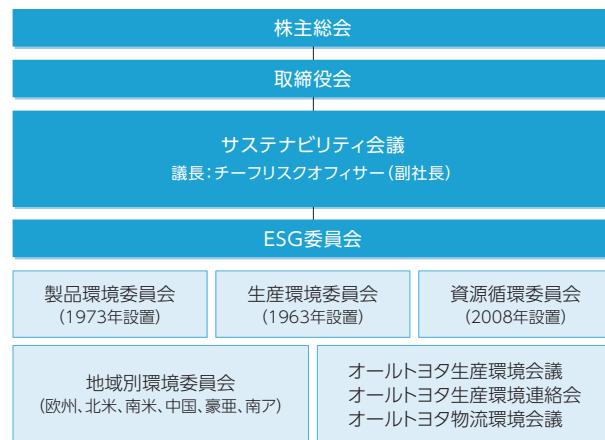 株主総会
取締役会
サステナビリティ会議
議長：チーフリスクオフィサー（副社長）
ESG委員会
製品環境委員会
（1973年設置）
生産環境委員会
（1963年設置）
資源循環委員会
（2008年設置）
地域別環境委員会
（欧州、北米、南米、中国、豪亜、南ア）
オールトヨタ生産環境会議
オールトヨタ生産環境連絡会
オールトヨタ物流環境会議